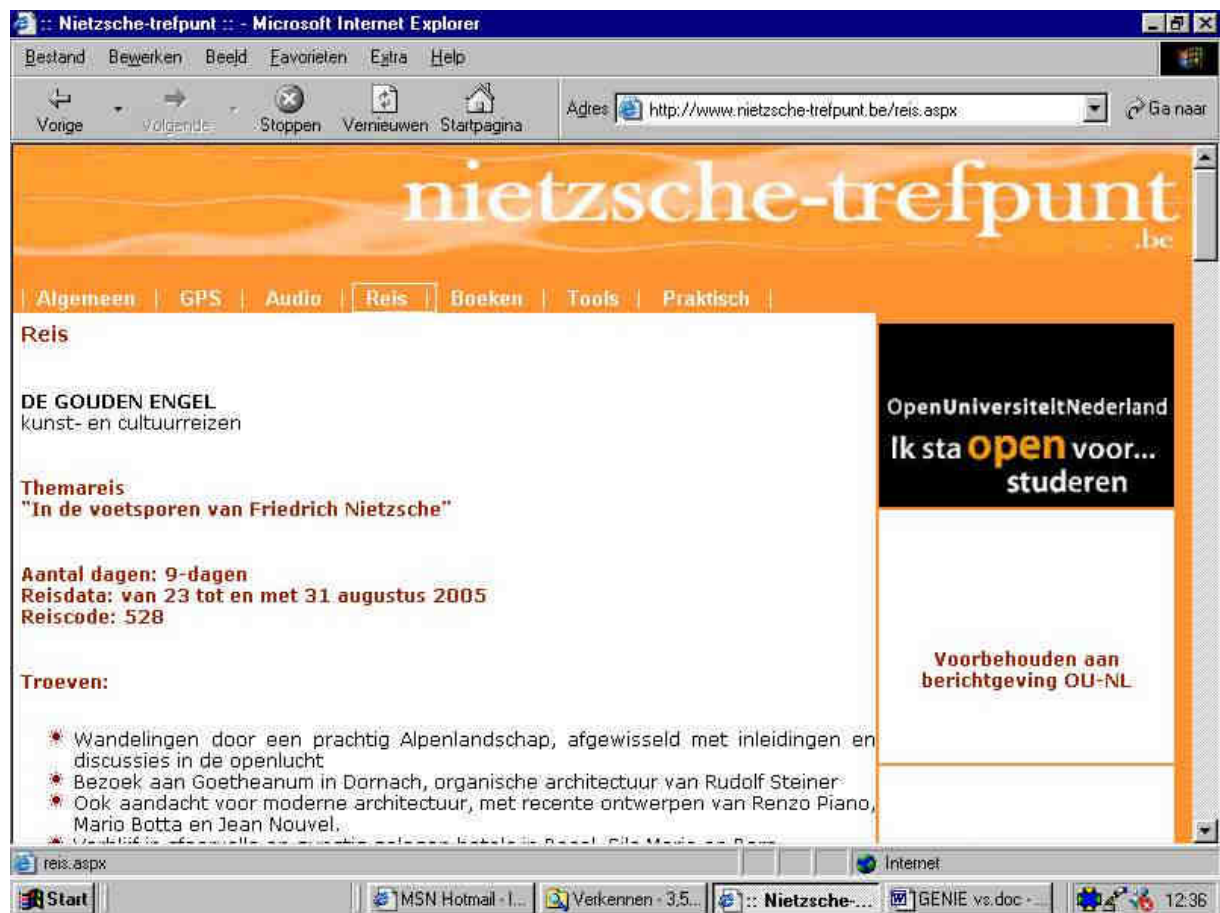 :: Nietzsche-trefpunt :: - Microsoft Internet Explorer
Bestand Bewerken Beeld Favorieten Extra Help
Vorige Volgende Stoppen Vernieuwen Startpagina Adres http://www.nietzsche-trefpunt.be/reis.aspx Ga naar
nietzsche-trefpunt
.be
| Algemeen | GPS | Audio | Reis | Boeken | Tools | Praktisch |
Reis
DE GOUDEN ENGEL
kunst- en cultuurreizen
Themareis
"In de voetsporen van Friedrich Nietzsche"
Aantal dagen: 9-dagen
Reisdata: van 23 tot en met 31 augustus 2005
Reiscode: 528
Troeven:
Wandelingen door een prachtig Alpenlandschap, afgewisseld met inleidingen en
discussies in de openlucht
Bezoek aan Goetheanum in Dornach, organische architectuur van Rudolf Steiner
Ook aandacht voor moderne architectuur, met recente ontwerpen van Renzo Piano,
Mario Botta en Jean Nouvel.
OpenUniversiteitNederland
Ik sta open voor...
studeren
Voorbehouden aan
berichtgeving OU-NL
reis.aspx Internet
Start MSN Hotmail - I... Verkennen - 3,5... :: Nietzsche-... GENIE vs.doc - ... 12:36